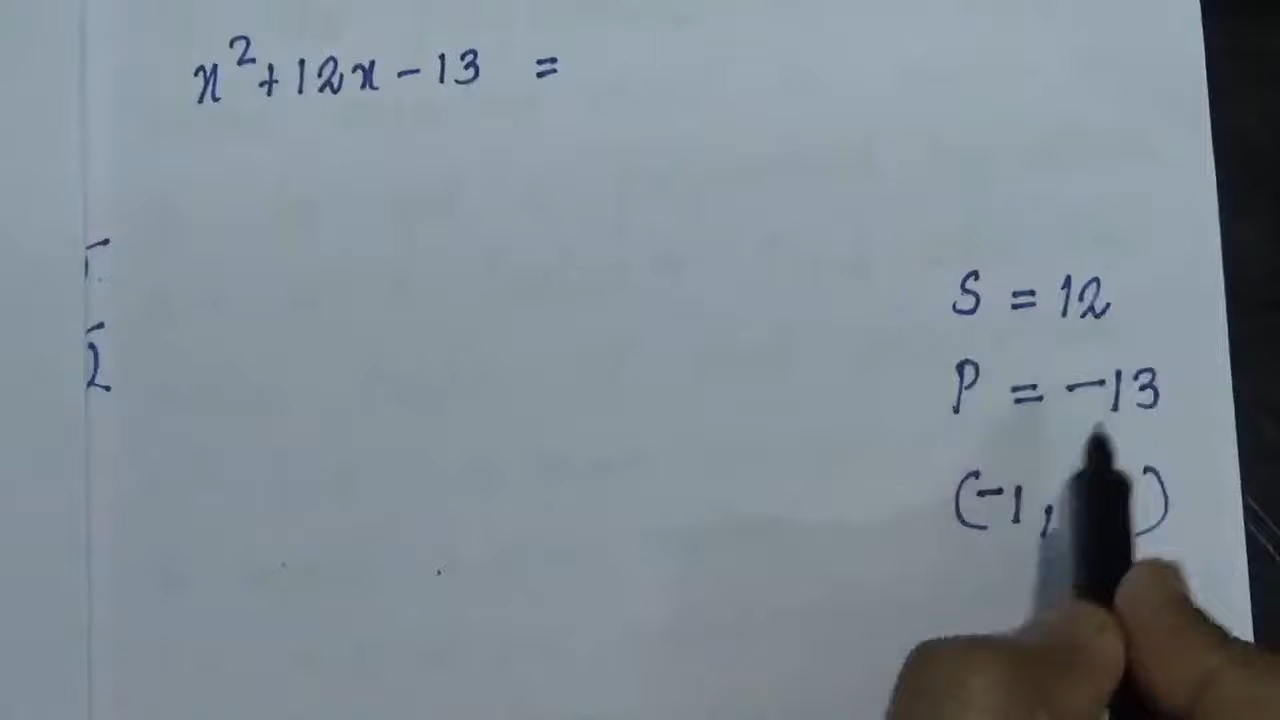 x²+12x-13 =
S = 12
P = -13
(-1, )